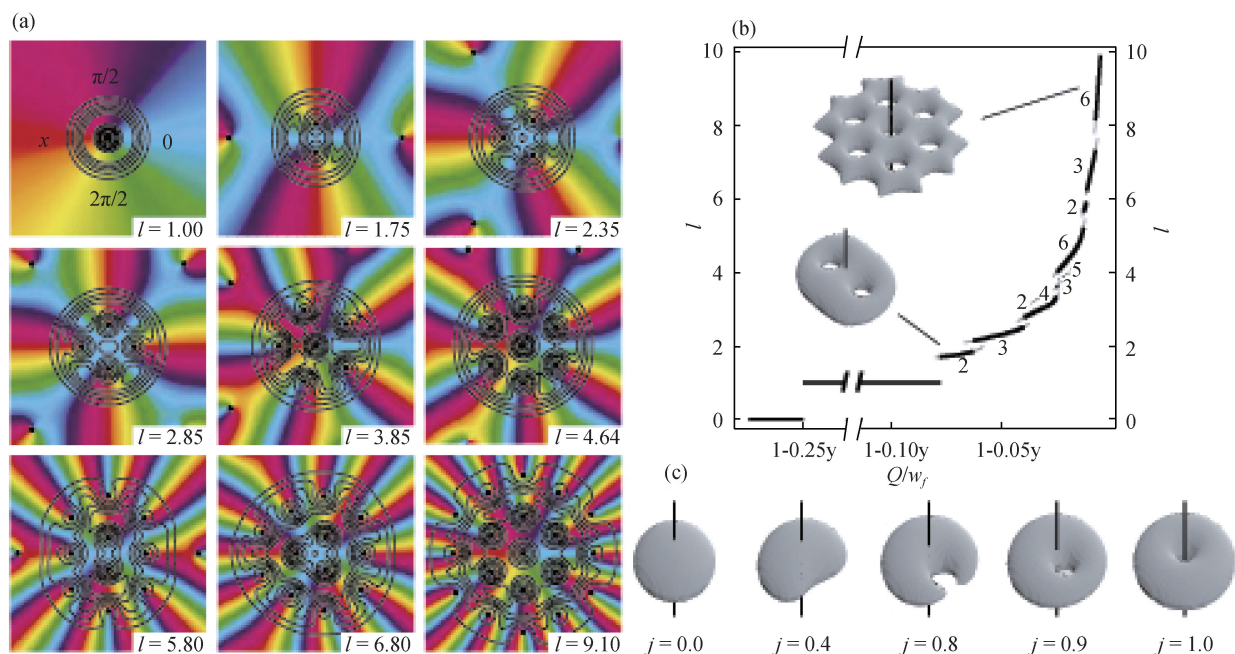 (a)
π/2
x
0
2π/2
l = 1.00
l = 1.75
l = 2.35
l = 2.85
l = 3.85
l = 4.64
l = 5.80
l = 6.80
l = 9.10
(b)
10
8
6
4
2
0
l
10
8
6
4
2
0
l
6
3
2
6
5
3
4
2
3
2
1-0.25y
1-0.10y
1-0.05y
Q/w_f
(c)
j = 0.0
j = 0.4
j = 0.8
j = 0.9
j = 1.0